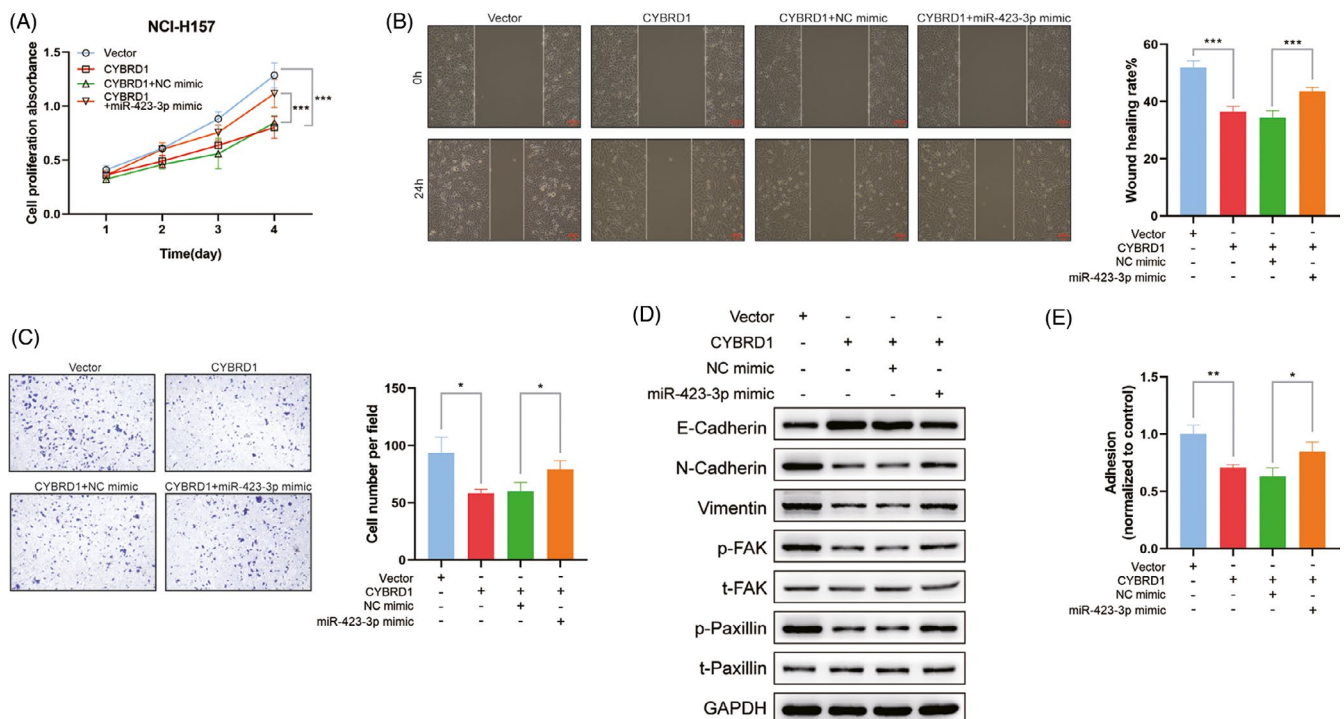 (A)
NCI-H157
Vector
CYBRD1
CYBRD1+NC mimic
CYBRD1
+miR-423-3p mimic
Cell proliferation absorbance
1.5
1.0
0.5
0.0
***
***
1 2 3 4
Time(day)
(B)
Vector CYBRD1 CYBRD1+NC mimic CYBRD1+miR-423-3p mimic
0h
24h
Wound healing rate%
60
40
20
0
*** ***
Vector + - - -
CYBRD1 - + + +
NC mimic - - + -
miR-423-3p mimic - - - +
(C)
Vector CYBRD1
CYBRD1+NC mimic CYBRD1+miR-423-3p mimic
Cell number per field
150
100
50
0
* *
Vector + - - -
CYBRD1 - + + +
NC mimic - - + -
miR-423-3p mimic - - - +
(D)
Vector + - - -
CYBRD1 - + + +
NC mimic - - + -
miR-423-3p mimic - - - +
E-Cadherin
N-Cadherin
Vimentin
p-FAK
t-FAK
p-Paxillin
t-Paxillin
GAPDH
(E)
Adhesion
(normalized to control)
1.5
1.0
0.5
0.0
** *
Vector + - - -
CYBRD1 - + + +
NC mimic - - + -
miR-423-3p mimic - - - +